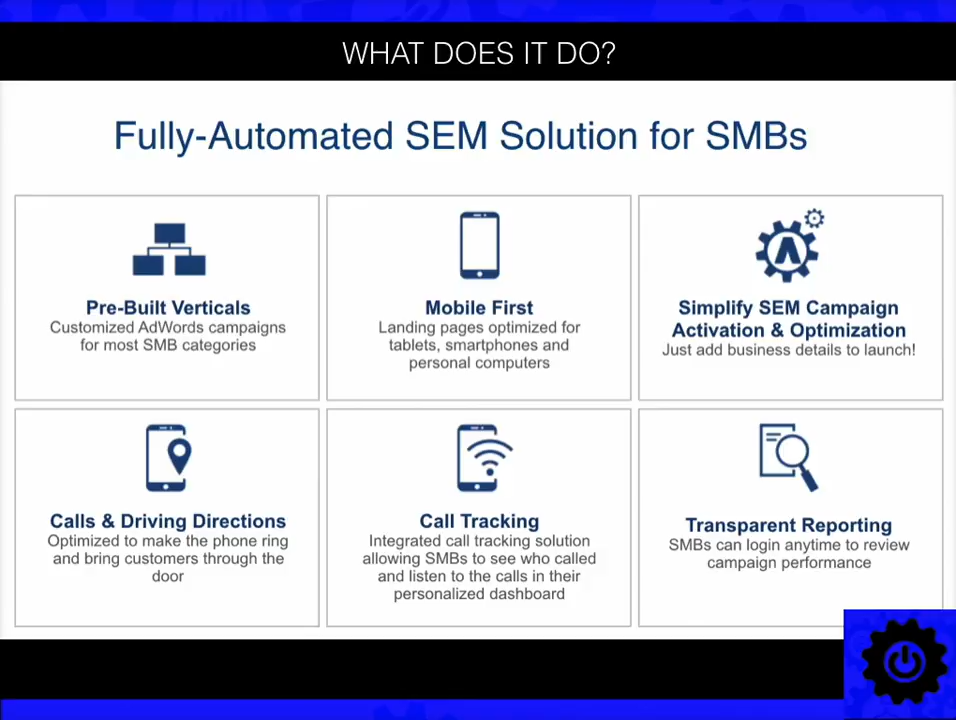 WHAT DOES IT DO?
Fully-Automated SEM Solution for SMBs
Pre-Built Verticals
Customized AdWords campaigns
for most SMB categories
Mobile First
Landing pages optimized for
tablets, smartphones and
personal computers
Simplify SEM Campaign
Activation & Optimization
Just add business details to launch!
Calls & Driving Directions
Optimized to make the phone ring
and bring customers through the
door
Call Tracking
Integrated call tracking solution
allowing SMBs to see who called
and listen to the calls in their
personalized dashboard
Transparent Reporting
SMBs can login anytime to review
campaign performance